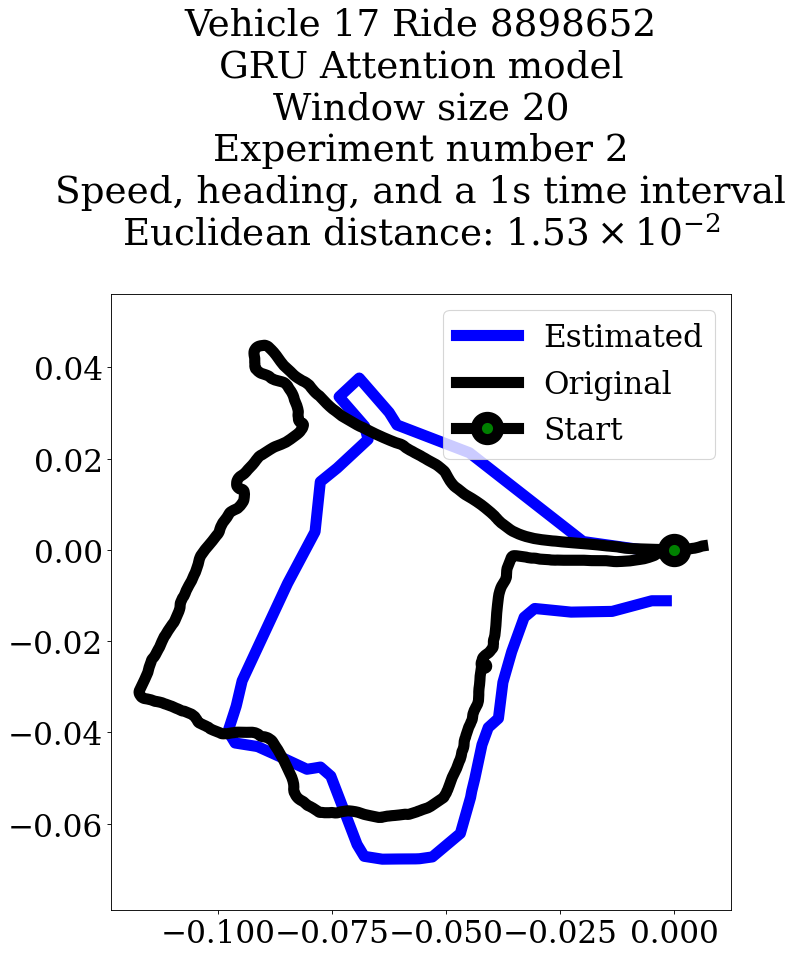 Vehicle 17 Ride 8898652
GRU Attention model
Window size 20
Experiment number 2
Speed, heading, and a 1s time interval
Euclidean distance: 1.53 × 10⁻²
Estimated
Original
Start
0.04
0.02
0.00
−0.02
−0.04
−0.06
−0.100 −0.075 −0.050 −0.025 0.000